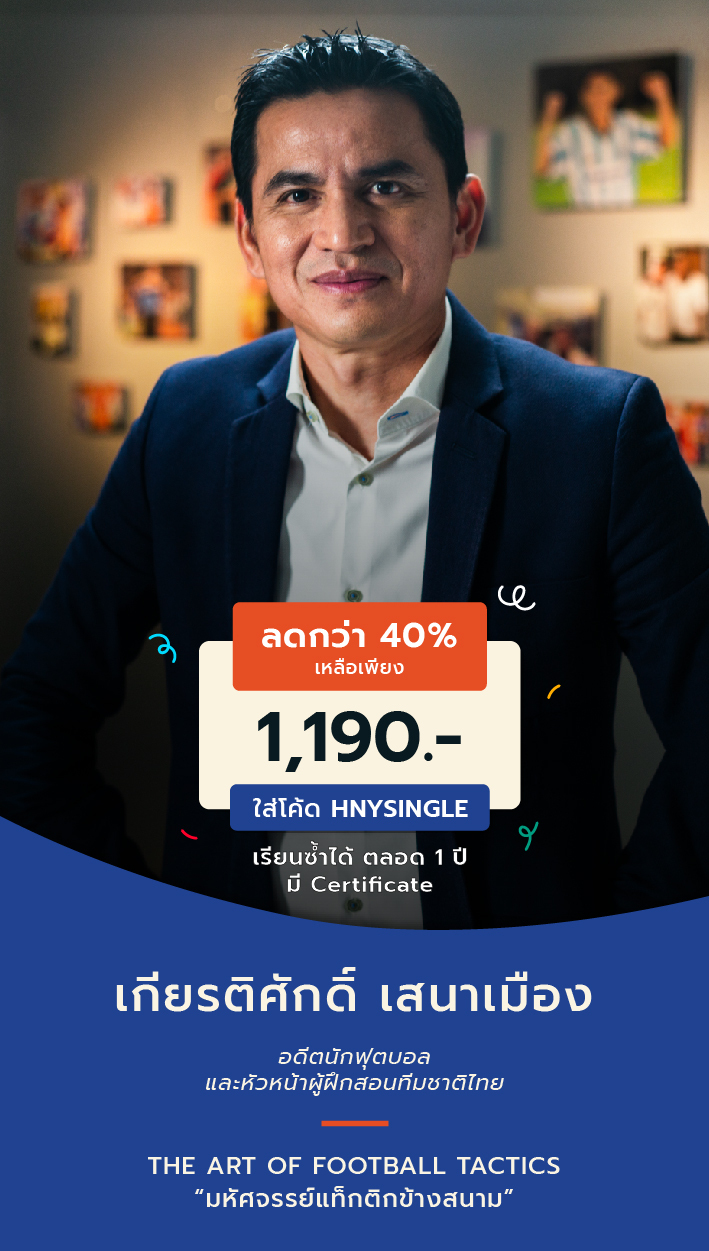 ลดกว่า 40%
เหลือเพียง
1,190.-
ใส่โค้ด HNYSINGLE
เรียนซ้ำได้ ตลอด 1 ปี
มี Certificate
เกียรติศักดิ์ เสนาเมือง
อดีตนักฟุตบอล
และหัวหน้าผู้ฝึกสอนทีมชาติไทย
THE ART OF FOOTBALL TACTICS
“มหัศจรรย์แท็กติกข้างสนาม”